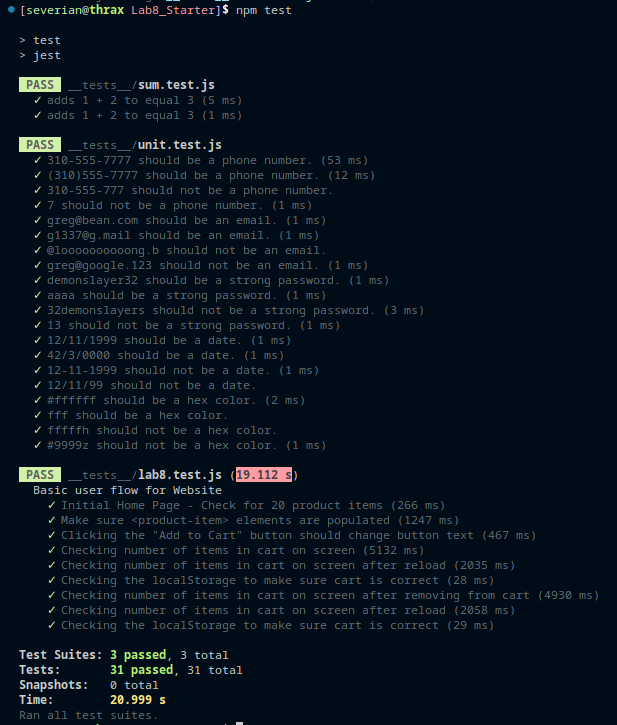 [severian@thrax Lab8_Starter]$ npm test
> test
> jest
PASS __tests__/sum.test.js
✓ adds 1 + 2 to equal 3 (5 ms)
✓ adds 1 + 2 to equal 3 (1 ms)
PASS __tests__/unit.test.js
✓ 310-555-7777 should be a phone number. (53 ms)
✓ (310)555-7777 should be a phone number. (12 ms)
✓ 310-555-777 should not be a phone number.
✓ 7 should not be a phone number. (1 ms)
✓ greg@bean.com should be an email. (1 ms)
✓ g1337@g.mail should be an email. (1 ms)
✓ @loooooooooong.b should not be an email.
✓ greg@google.123 should not be an email. (1 ms)
✓ demonslayer32 should be a strong password. (1 ms)
✓ aaaa should be a strong password. (1 ms)
✓ 32demonslayers should not be a strong password. (3 ms)
✓ 13 should not be a strong password. (1 ms)
✓ 12/11/1999 should be a date. (1 ms)
✓ 42/3/0000 should be a date. (1 ms)
✓ 12-11-1999 should not be a date. (1 ms)
✓ 12/11/99 should not be a date.
✓ #ffffff should be a hex color. (2 ms)
✓ fff should be a hex color.
✓ fffffh should not be a hex color.
✓ #9999z should not be a hex color. (1 ms)
PASS __tests__/lab8.test.js (19.112 s)
Basic user flow for Website
✓ Initial Home Page - Check for 20 product items (266 ms)
✓ Make sure <product-item> elements are populated (1247 ms)
✓ Clicking the "Add to Cart" button should change button text (467 ms)
✓ Checking number of items in cart on screen (5132 ms)
✓ Checking number of items in cart on screen after reload (2035 ms)
✓ Checking the localStorage to make sure cart is correct (28 ms)
✓ Checking number of items in cart on screen after removing from cart (4930 ms)
✓ Checking number of items in cart on screen after reload (2058 ms)
✓ Checking the localStorage to make sure cart is correct (29 ms)
Test Suites: 3 passed, 3 total
Tests: 31 passed, 31 total
Snapshots: 0 total
Time: 20.999 s
Ran all test suites.